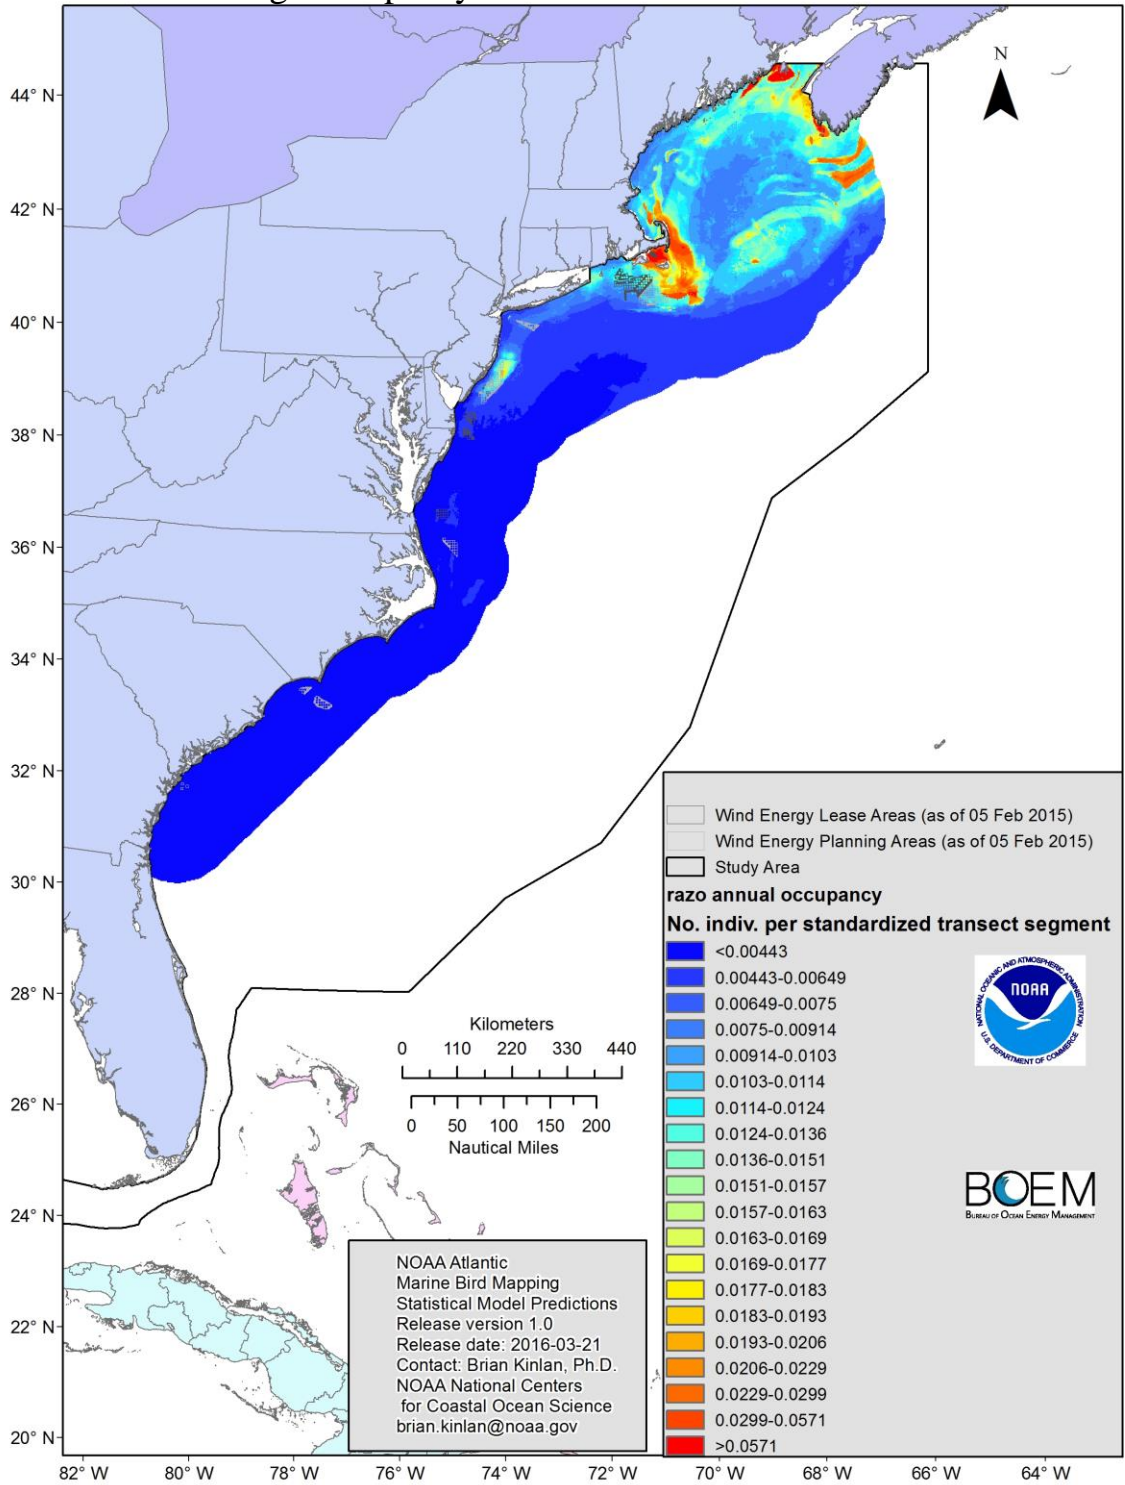 N
44° N
42° N
40° N
38° N
36° N
34° N
32° N
30° N
28° N
26° N
24° N
22° N
20° N
82° W
80° W
78° W
76° W
74° W
72° W
70° W
68° W
66° W
64° W
Kilometers
0 110 220 330 440
0 50 100 150 200
Nautical Miles
NOAA Atlantic
Marine Bird Mapping
Statistical Model Predictions
Release version 1.0
Release date: 2016-03-21
Contact: Brian Kinlan, Ph.D.
NOAA National Centers
for Coastal Ocean Science
brian.kinlan@noaa.gov
Wind Energy Lease Areas (as of 05 Feb 2015)
Wind Energy Planning Areas (as of 05 Feb 2015)
Study Area
razo annual occupancy
No. indiv. per standardized transect segment
<0.00443
0.00443-0.00649
0.00649-0.0075
0.0075-0.00914
0.00914-0.0103
0.0103-0.0114
0.0114-0.0124
0.0124-0.0136
0.0136-0.0151
0.0151-0.0157
0.0157-0.0163
0.0163-0.0169
0.0169-0.0177
0.0177-0.0183
0.0183-0.0193
0.0193-0.0206
0.0206-0.0229
0.0229-0.0299
0.0299-0.0571
>0.0571
NATIONAL OCEANIC AND ATMOSPHERIC ADMINISTRATION
NOAA
U.S. DEPARTMENT OF COMMERCE
BOEM
BUREAU OF OCEAN ENERGY MANAGEMENT